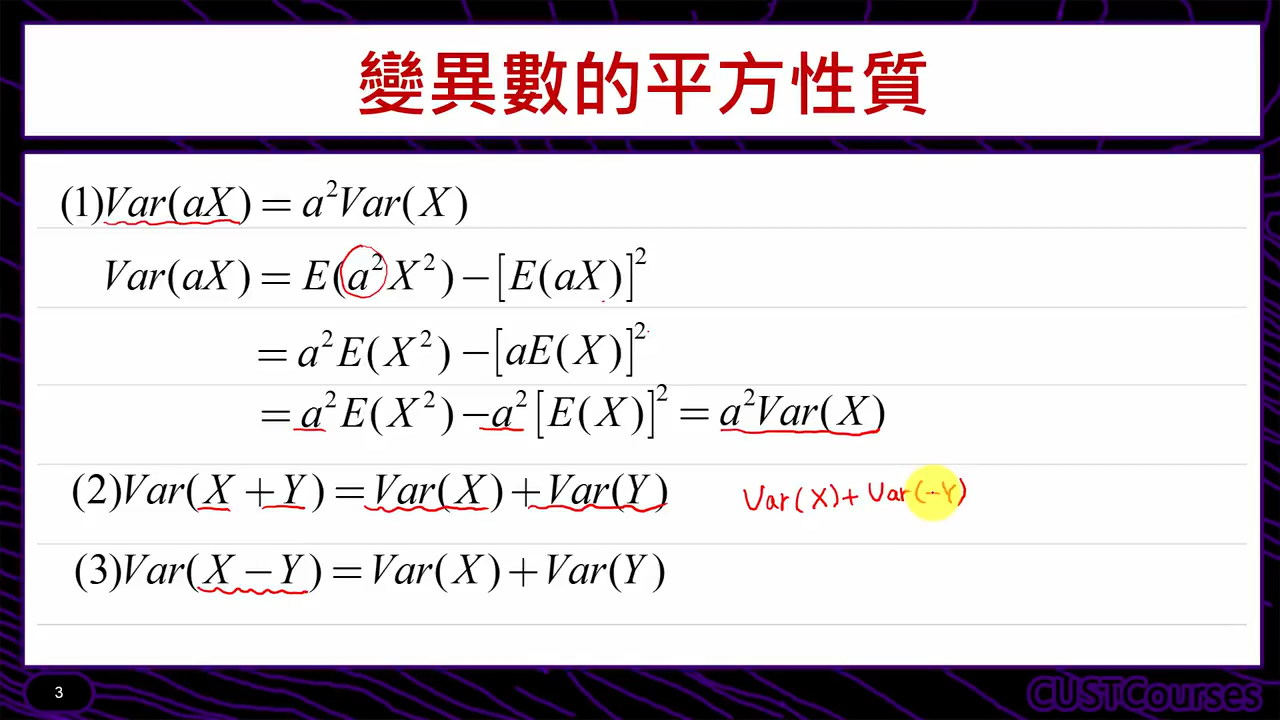 變異數的平方性質
(1)Var(aX) = a²Var(X)
Var(aX) = E(a²X²) − [E(aX)]²
= a²E(X²) − [aE(X)]²
= a²E(X²) − a²[E(X)]² = a²Var(X)
(2)Var(X + Y) = Var(X) + Var(Y) Var(X) + Var(-Y)
(3)Var(X − Y) = Var(X) + Var(Y)
3
CUSTCourses